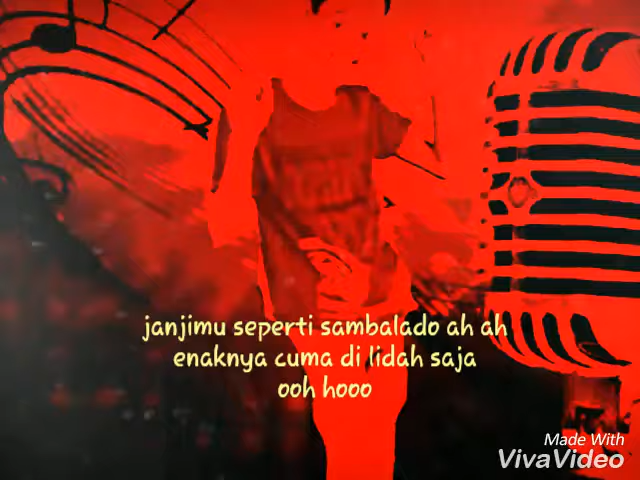 janjimu seperti sambalado ah ah
enaknya cuma di lidah saja
ooh hooo
Made With
VivaVideo